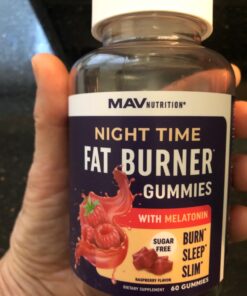 MAV NUTRITION®
NIGHT TIME
FAT BURNER*
GUMMIES
WITH MELATONIN
SUGAR
FREE
BURN*
SLEEP*
SLIM*
RASPBERRY FLAVOR
DIETARY SUPPLEMENT
60 GUMMIES